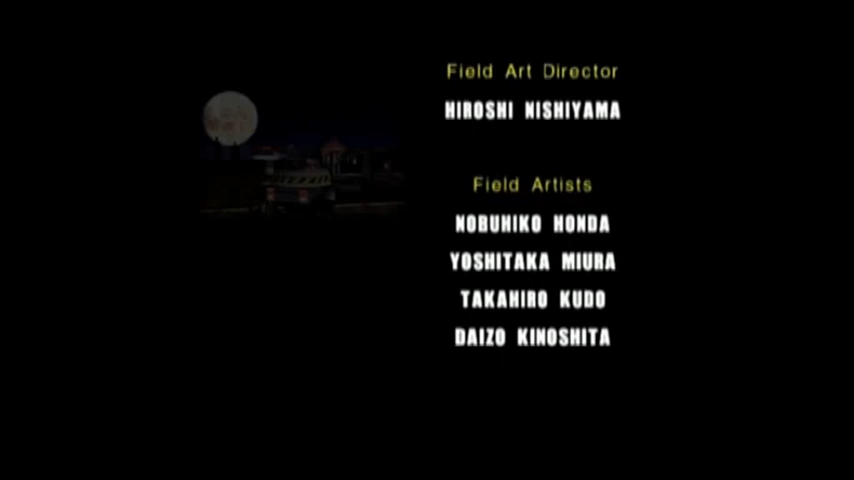 Field Art Director
HIROSHI NISHIYAMA
Field Artists
NOBUHIKO HONDA
YOSHITAKA MIURA
TAKAHIRO KUDO
DAIZO KINOSHITA